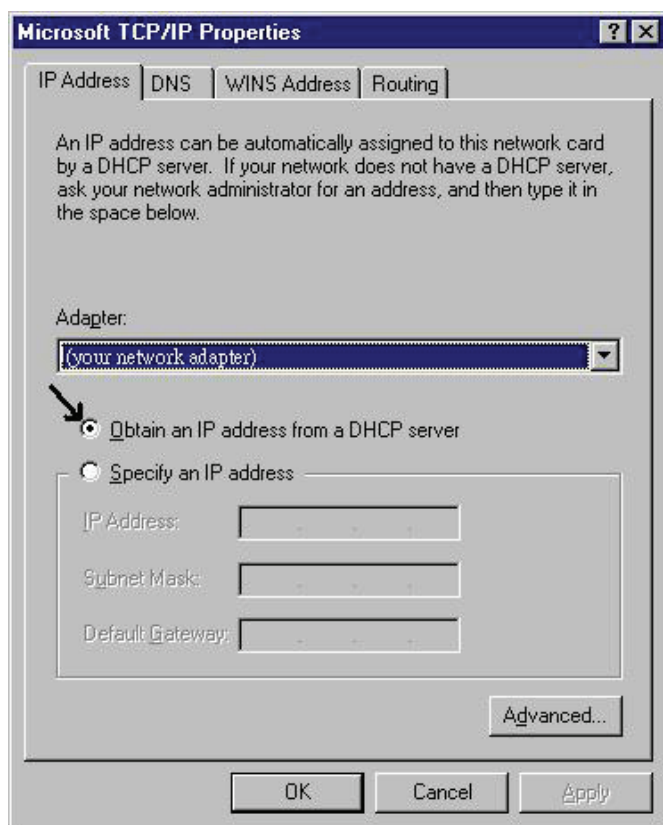 Microsoft TCP/IP Properties
IP Address DNS WINS Address Routing
An IP address can be automatically assigned to this network card
by a DHCP server. If your network does not have a DHCP server,
ask your network administrator for an address, and then type it in
the space below.
Adapter:
(your network adapter)
Obtain an IP address from a DHCP server
Specify an IP address
IP Address:
Subnet Mask:
Default Gateway:
Advanced...
OK Cancel Apply